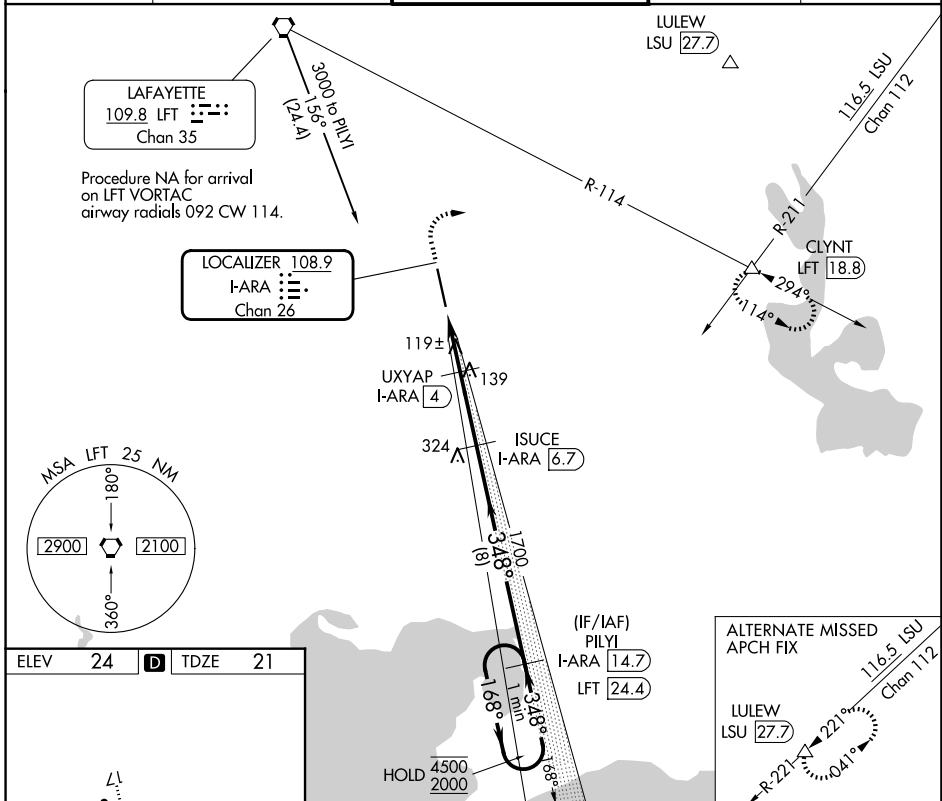 LULEW
LSU 27.7
116.5 LSU
Chan 112
LAFAYETTE
109.8 LFT
Chan 35
3000 to PILYI
156°
(24.4)
Procedure NA for arrival
on LFT VORTAC
airway radials 092 CW 114.
R-114
R-211
CLYNT
LFT 18.8
294°
114°
LOCALIZER 108.9
I-ARA
Chan 26
119±
UXYAP
I-ARA 4
139
324
ISUCE
I-ARA 6.7
MSA LFT 25 NM
180°
2900
2100
360°
1700
348°
(8)
(IF/IAF)
PILYI
I-ARA 14.7
LFT 24.4
168°
1 min
348°
168°
HOLD 4500
2000
ELEV 24 D TDZE 21
17
ALTERNATE MISSED
APCH FIX
116.5 LSU
Chan 112
LULEW
LSU 27.7
221°
041°
R-221